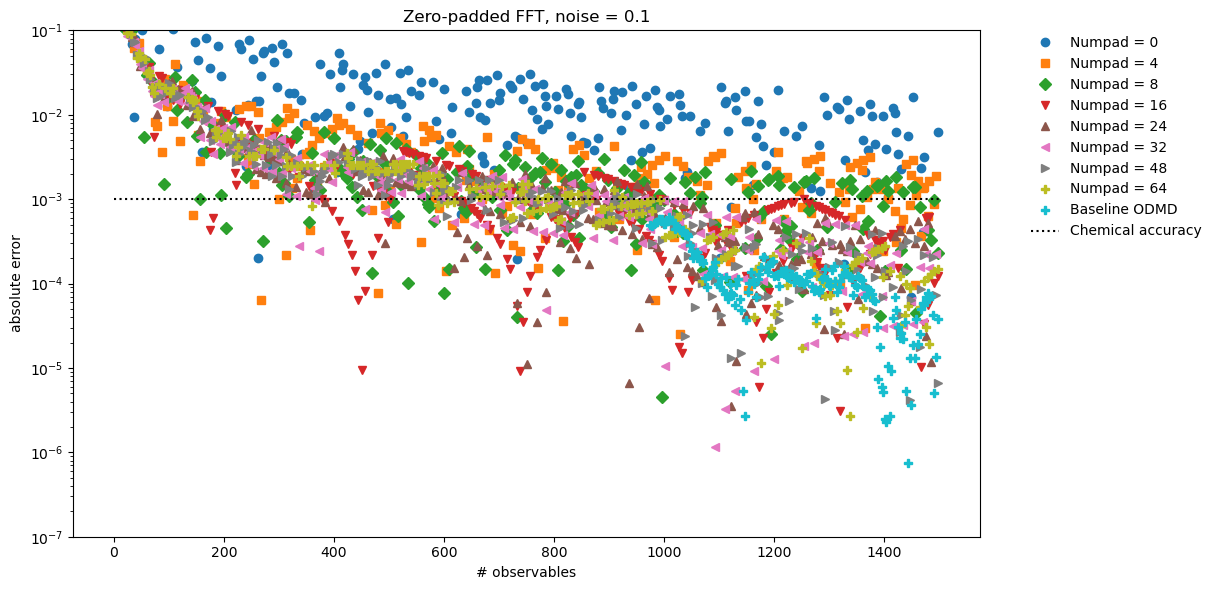 Zero-padded FFT, noise = 0.1
10⁻¹
10⁻²
10⁻³
10⁻⁴
10⁻⁵
10⁻⁶
10⁻⁷
absolute error
0 200 400 600 800 1000 1200 1400
# observables
Numpad = 0
Numpad = 4
Numpad = 8
Numpad = 16
Numpad = 24
Numpad = 32
Numpad = 48
Numpad = 64
Baseline ODMD
Chemical accuracy